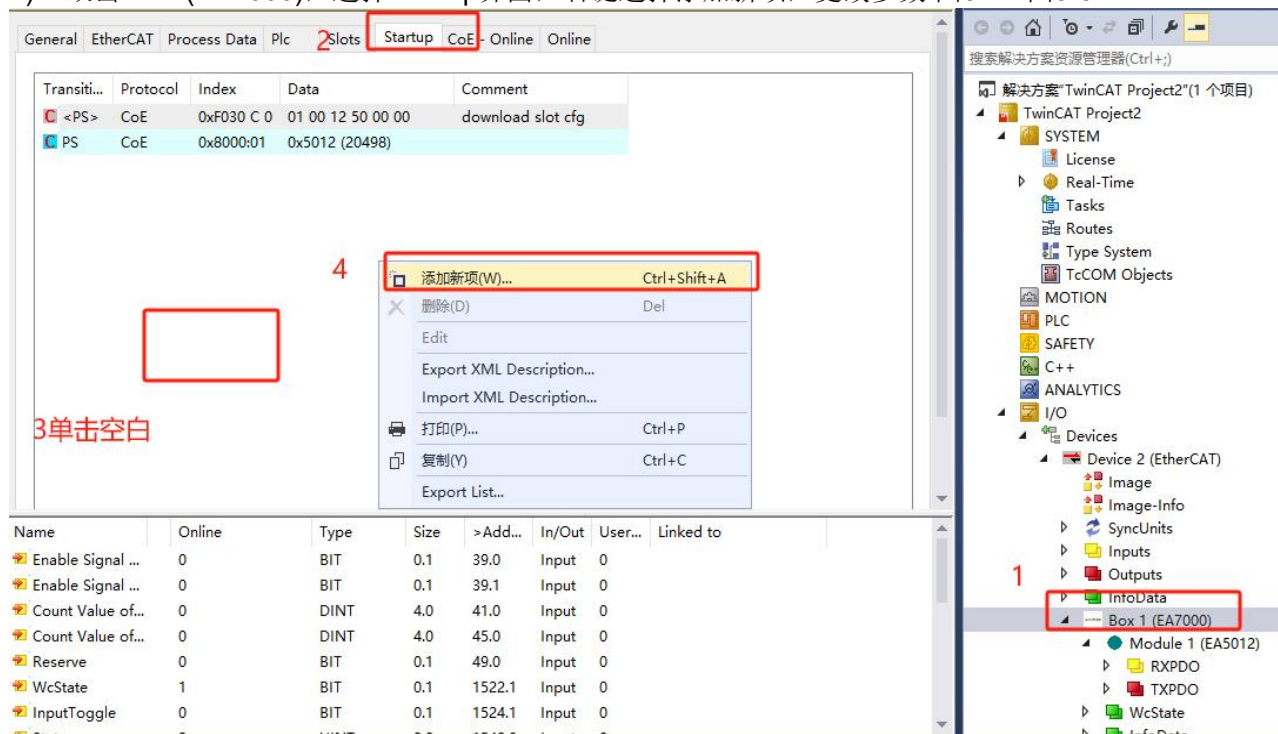 General EtherCAT Process Data Plc 2Slots Startup CoE - Online Online
Transiti... Protocol Index Data Comment
C <PS> CoE 0xF030 C 0 01 00 12 50 00 00 download slot cfg
C PS CoE 0x8000:01 0x5012 (20498)
4
添加新项(W)... Ctrl+Shift+A
删除(D) Del
Edit
Export XML Description...
Import XML Description...
打印(P)... Ctrl+P
复制(Y) Ctrl+C
Export List...
3单击空白
Name Online Type Size >Add... In/Out User... Linked to
Enable Signal ... 0 BIT 0.1 39.0 Input 0
Enable Signal ... 0 BIT 0.1 39.1 Input 0
Count Value of... 0 DINT 4.0 41.0 Input 0
Count Value of... 0 DINT 4.0 45.0 Input 0
Reserve 0 BIT 0.1 49.0 Input 0
WcState 1 BIT 0.1 1522.1 Input 0
InputToggle 0 BIT 0.1 1524.1 Input 0
搜索解决方案资源管理器(Ctrl+;)
解决方案"TwinCAT Project2"(1 个项目)
TwinCAT Project2
SYSTEM
License
Real-Time
Tasks
Routes
Type System
TcCOM Objects
MOTION
PLC
SAFETY
C++
ANALYTICS
I/O
Devices
Device 2 (EtherCAT)
Image
Image-Info
SyncUnits
Inputs
1
Outputs
InfoData
Box 1 (EA7000)
Module 1 (EA5012)
RXPDO
TXPDO
WcState